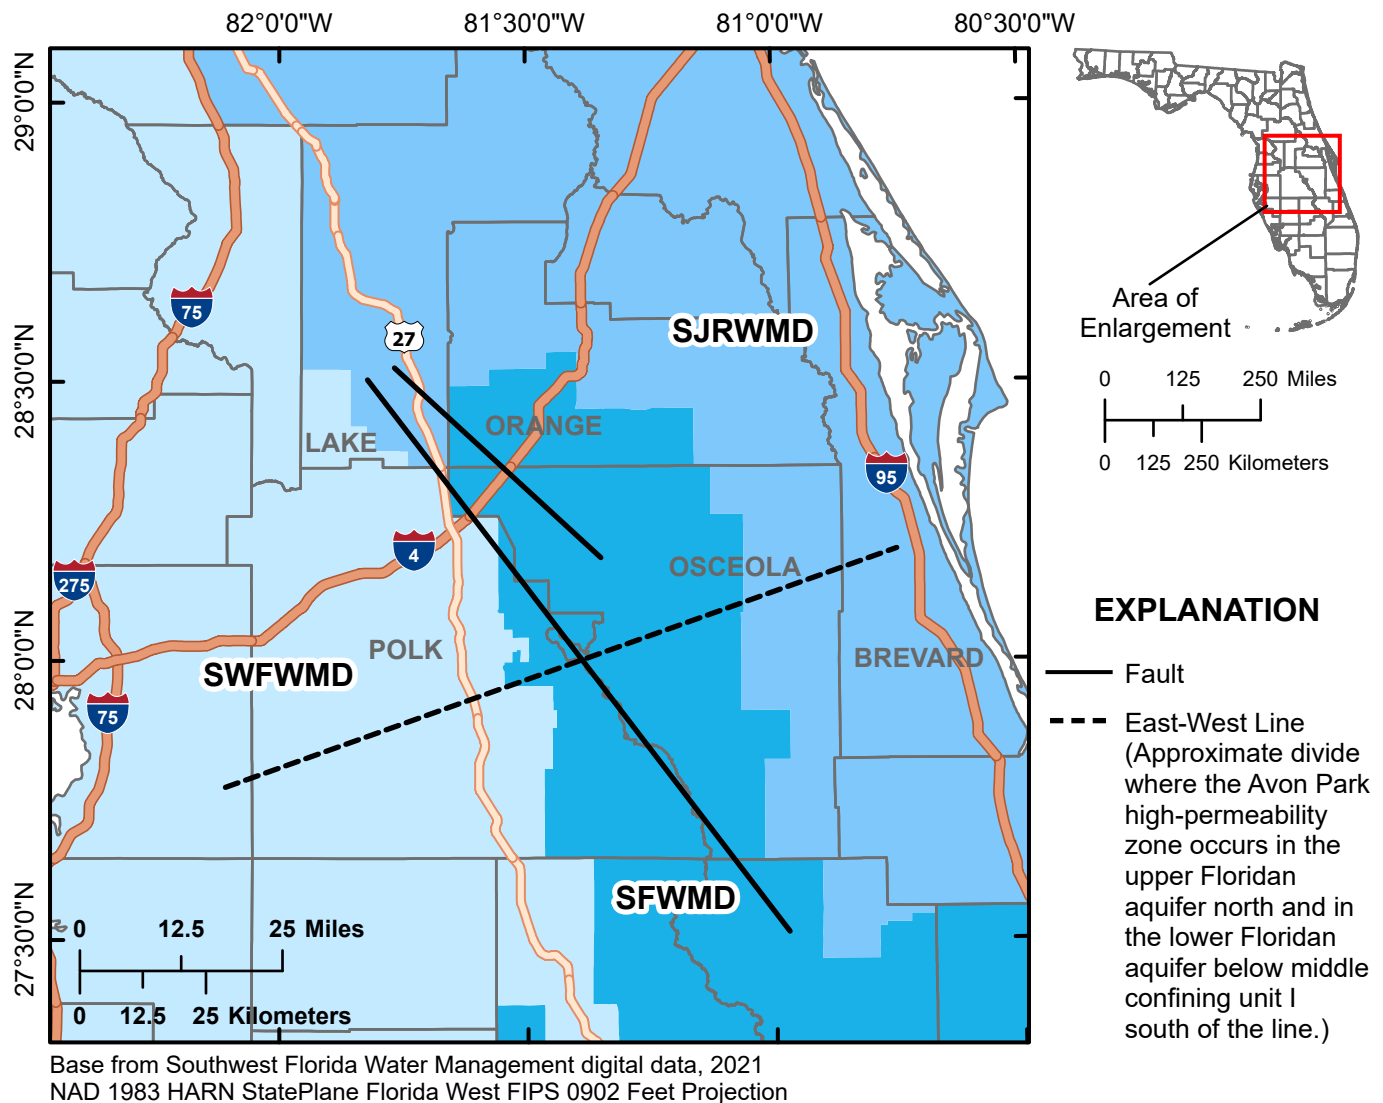 82°0'0"W
81°30'0"W
81°0'0"W
80°30'0"W
29°0'0"N
28°30'0"N
28°0'0"N
27°30'0"N
75
27
SJRWMD
LAKE
ORANGE
95
4
275
OSCEOLA
POLK
SWFWMD
BREVARD
75
SFWMD
0 12.5 25 Miles
0 12.5 25 Kilometers
Area of
Enlargement
0 125 250 Miles
0 125 250 Kilometers
EXPLANATION
Fault
East-West Line
(Approximate divide
where the Avon Park
high-permeability
zone occurs in the
upper Floridan
aquifer north and in
the lower Floridan
aquifer below middle
confining unit I
south of the line.)
Base from Southwest Florida Water Management digital data, 2021
NAD 1983 HARN StatePlane Florida West FIPS 0902 Feet Projection